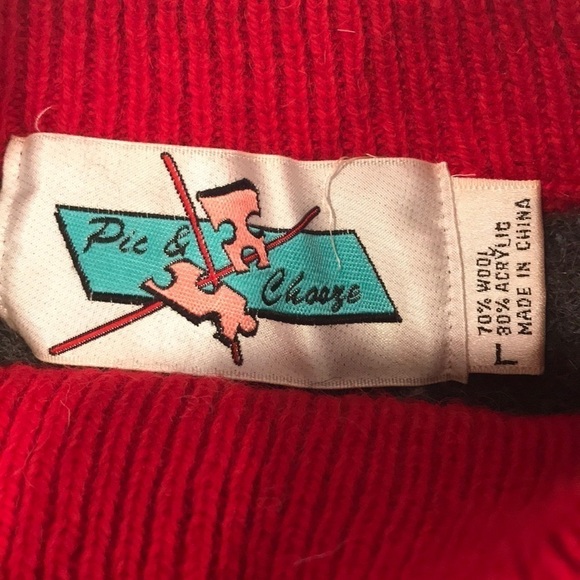 Pic &
Chooze
70% WOOL
30% ACRYLIC
MADE IN CHINA
L